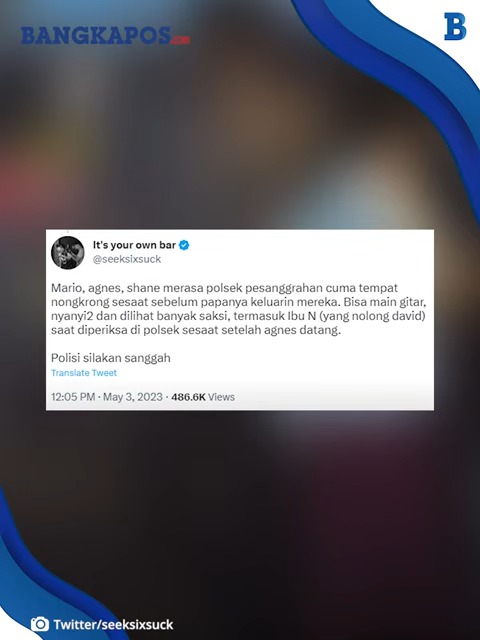 BANGKAPOS.com
B
It's your own bar
@seeksixsuck
Mario, agnes, shane merasa polsek pesanggrahan cuma tempat
nongkrong sesaat sebelum papanya keluarin mereka. Bisa main gitar,
nyanyi2 dan dilihat banyak saksi, termasuk Ibu N (yang nolong david)
saat diperiksa di polsek sesaat setelah agnes datang.
Polisi silakan sanggah
Translate Tweet
12:05 PM · May 3, 2023 · 486.6K Views
Twitter/seeksixsuck